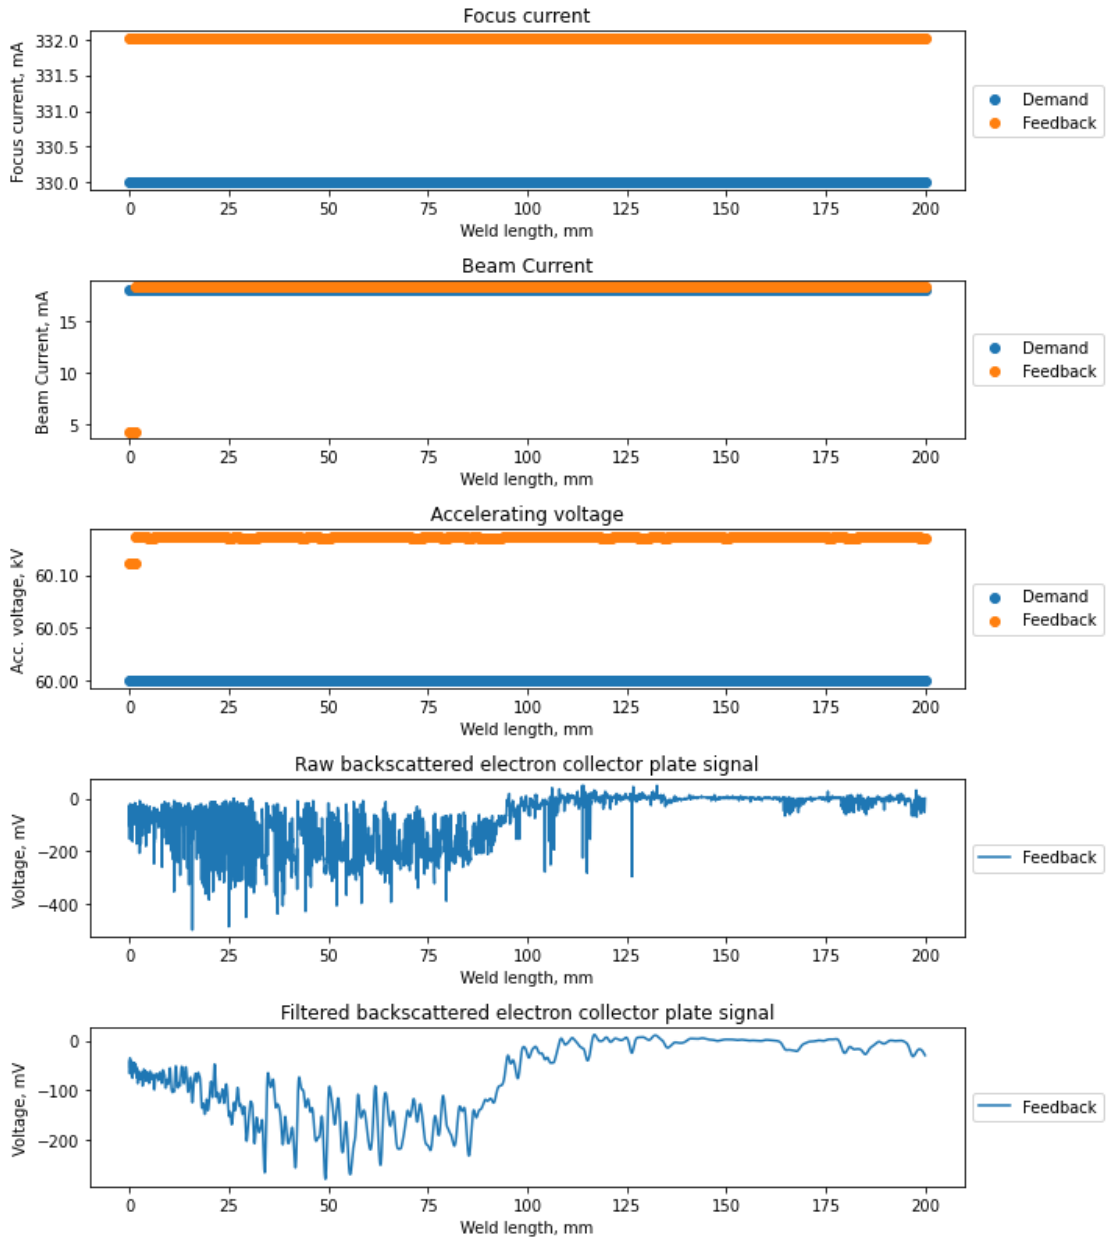 Focus current
Focus current, mA
332.0
331.5
331.0
330.5
330.0
0 25 50 75 100 125 150 175 200
Weld length, mm
Demand
Feedback
Beam Current
Beam Current, mA
15
10
5
0 25 50 75 100 125 150 175 200
Weld length, mm
Demand
Feedback
Accelerating voltage
Acc. voltage, kV
60.10
60.05
60.00
0 25 50 75 100 125 150 175 200
Weld length, mm
Demand
Feedback
Raw backscattered electron collector plate signal
Voltage, mV
0
−200
−400
0 25 50 75 100 125 150 175 200
Weld length, mm
Feedback
Filtered backscattered electron collector plate signal
Voltage, mV
0
−100
−200
0 25 50 75 100 125 150 175 200
Weld length, mm
Feedback